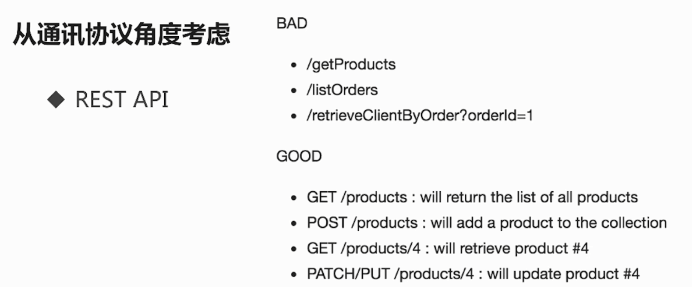 从通讯协议角度考虑
◆ REST API
BAD
• /getProducts
• /listOrders
• /retrieveClientByOrder?orderId=1
GOOD
• GET /products : will return the list of all products
• POST /products : will add a product to the collection
• GET /products/4 : will retrieve product #4
• PATCH/PUT /products/4 : will update product #4